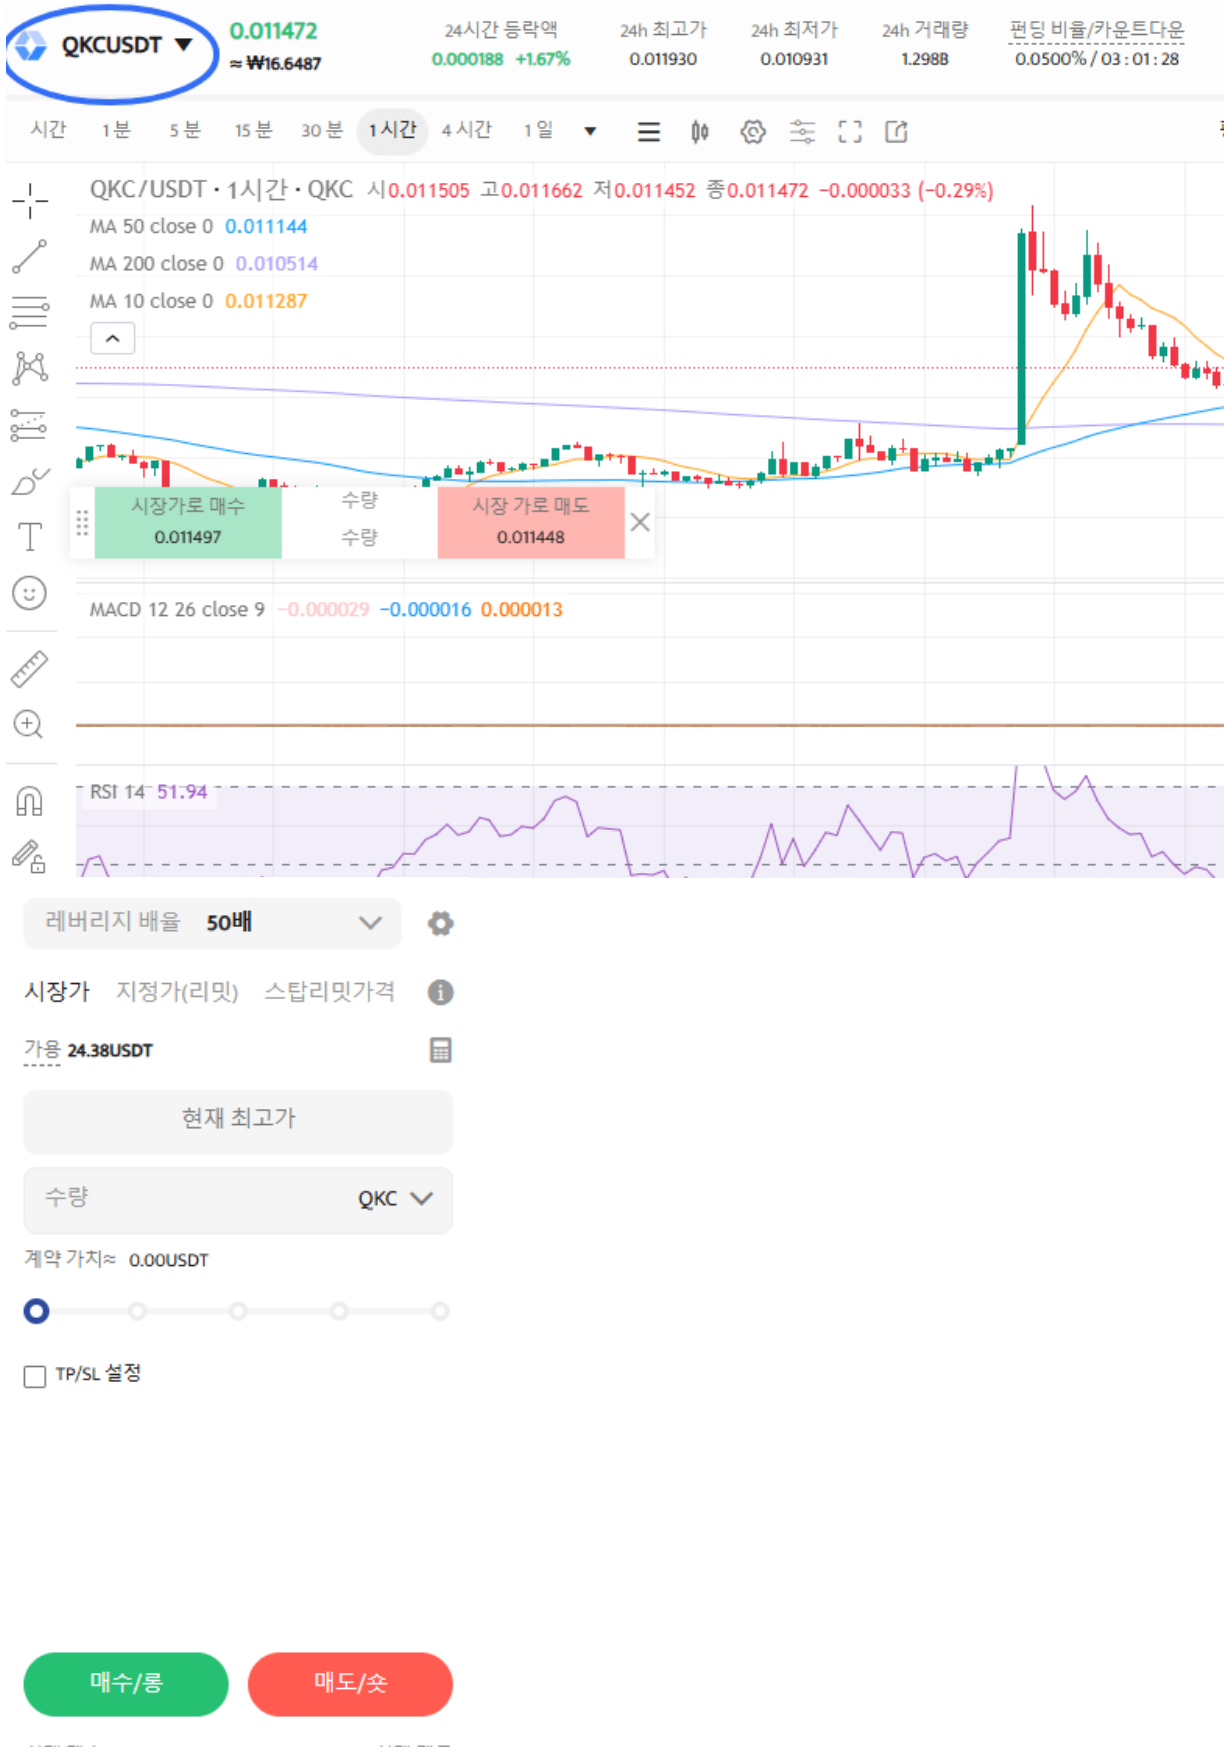 QKCUSDT ▼
0.011472
≈ ₩16.6487
24시간 등락액
0.000188 +1.67%
24h 최고가
0.011930
24h 최저가
0.010931
24h 거래량
1.298B
펀딩 비율/카운트다운
0.0500% / 03 : 01 : 28
시간 1분 5분 15분 30분 1시간 4시간 1일 ▼
QKC/USDT · 1시간 · QKC 시0.011505 고0.011662 저0.011452 종0.011472 −0.000033 (−0.29%)
MA 50 close 0 0.011144
MA 200 close 0 0.010514
MA 10 close 0 0.011287
시장가로 매수
0.011497
수량
수량
시장 가로 매도
0.011448
MACD 12 26 close 9 −0.000029 −0.000016 0.000013
RSI 14 51.94
레버리지 배율 50배
시장가 지정가(리밋) 스탑리밋가격
가용 24.38USDT
현재 최고가
수량 QKC
계약 가치≈ 0.00USDT
TP/SL 설정
매수/롱 매도/숏